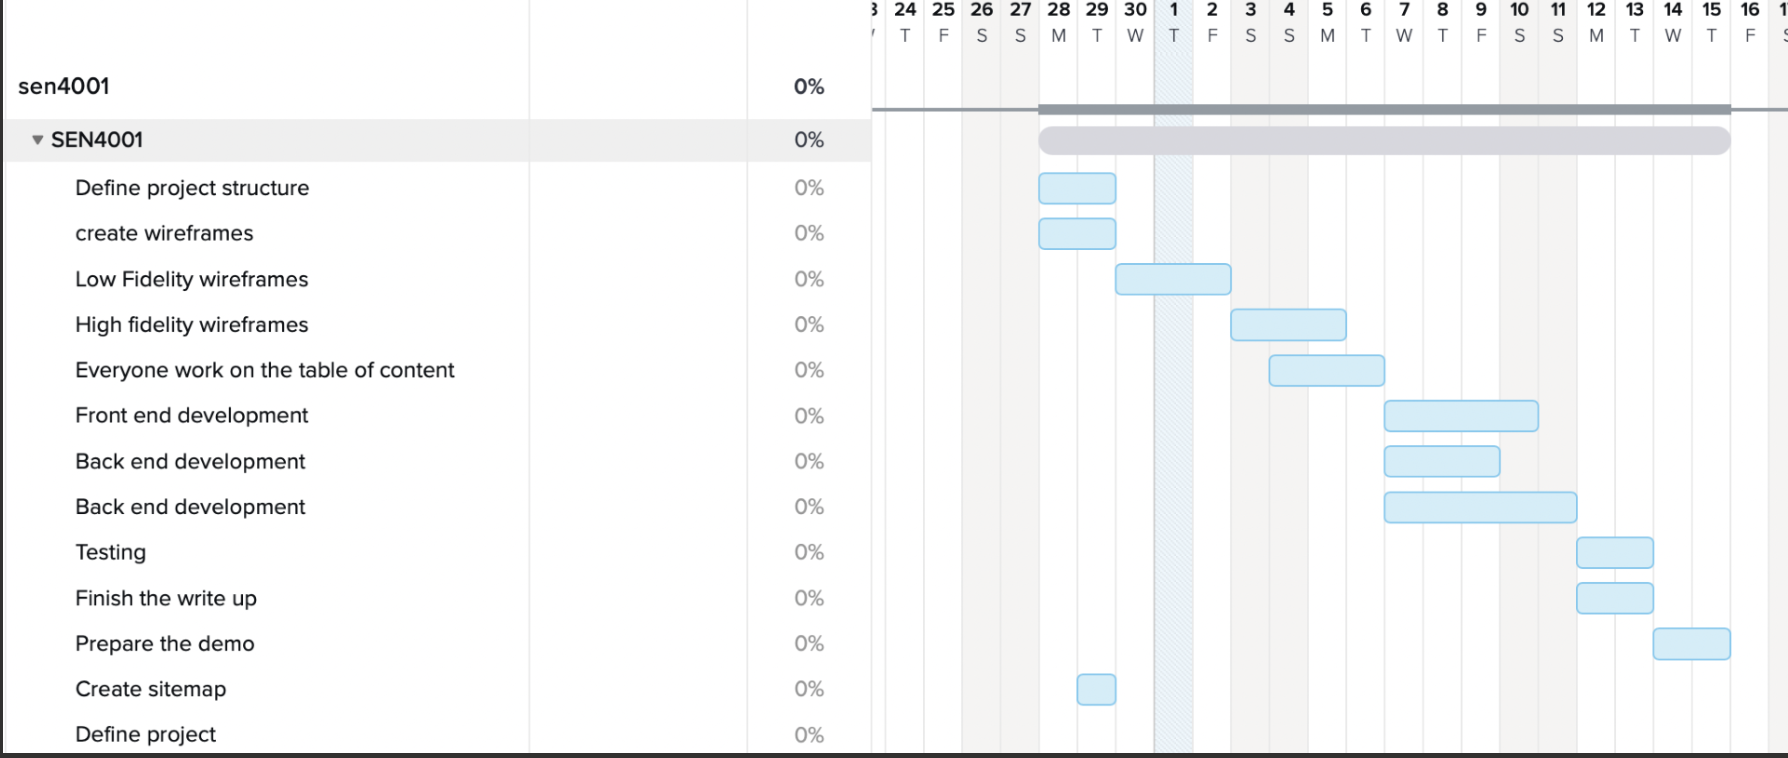 24 25 26 27 28 29 30 1 2 3 4 5 6 7 8 9 10 11 12 13 14 15 16
T F S S M T W T F S S M T W T F S S M T W T F
sen4001 0%
SEN4001 0%
Define project structure 0%
create wireframes 0%
Low Fidelity wireframes 0%
High fidelity wireframes 0%
Everyone work on the table of content 0%
Front end development 0%
Back end development 0%
Back end development 0%
Testing 0%
Finish the write up 0%
Prepare the demo 0%
Create sitemap 0%
Define project 0%